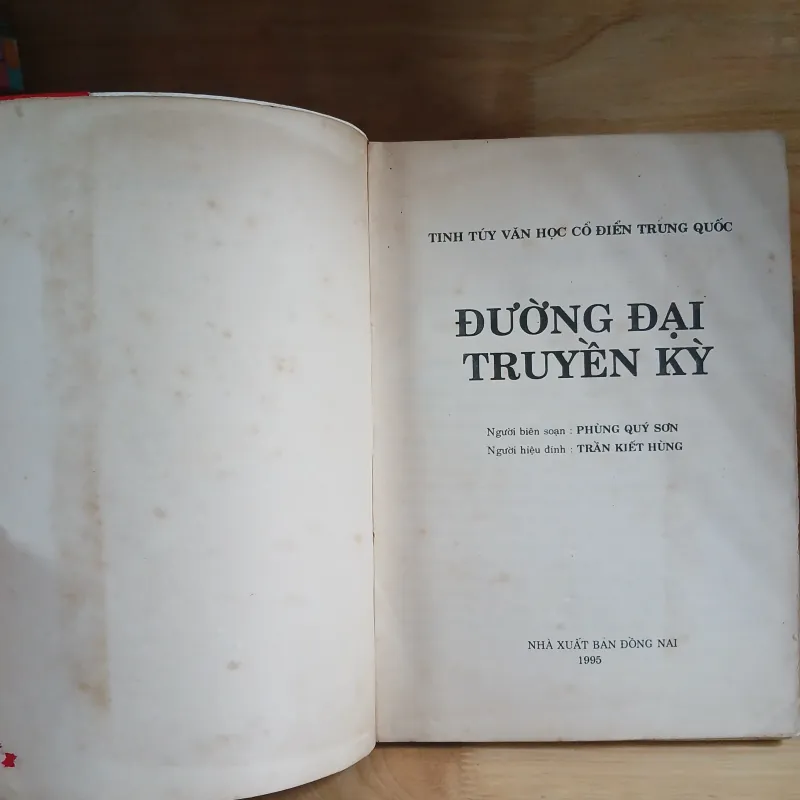 TINH TÚY VĂN HỌC CỔ ĐIỂN TRUNG QUỐC
ĐƯỜNG ĐẠI
TRUYỀN KỲ
Người biên soạn : PHÙNG QUÝ SƠN
Người hiệu đính : TRẦN KIẾT HÙNG
NHÀ XUẤT BẢN ĐỒNG NAI
1995